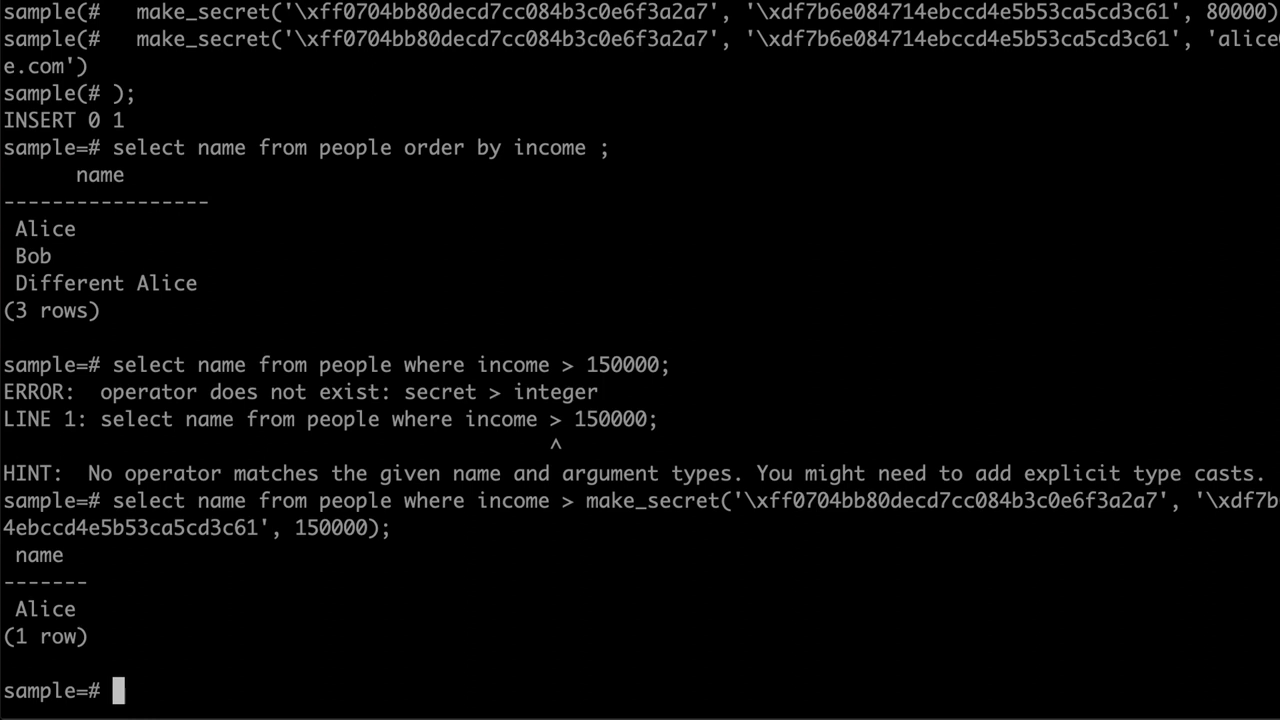 sample(#   make_secret('\xff0704bb80decd7cc084b3c0e6f3a2a7', '\xdf7b6e084714ebccd4e5b53ca5cd3c61', 80000)
sample(#   make_secret('\xff0704bb80decd7cc084b3c0e6f3a2a7', '\xdf7b6e084714ebccd4e5b53ca5cd3c61', 'alice
e.com')
sample(# );
INSERT 0 1
sample=# select name from people order by income ;
      name
-----------------
 Alice
 Bob
 Different Alice
(3 rows)
sample=# select name from people where income > 150000;
ERROR:  operator does not exist: secret > integer
LINE 1: select name from people where income > 150000;
                                             ^
HINT:  No operator matches the given name and argument types. You might need to add explicit type casts.
sample=# select name from people where income > make_secret('\xff0704bb80decd7cc084b3c0e6f3a2a7', '\xdf7b
4ebccd4e5b53ca5cd3c61', 150000);
 name
-------
 Alice
(1 row)
sample=#